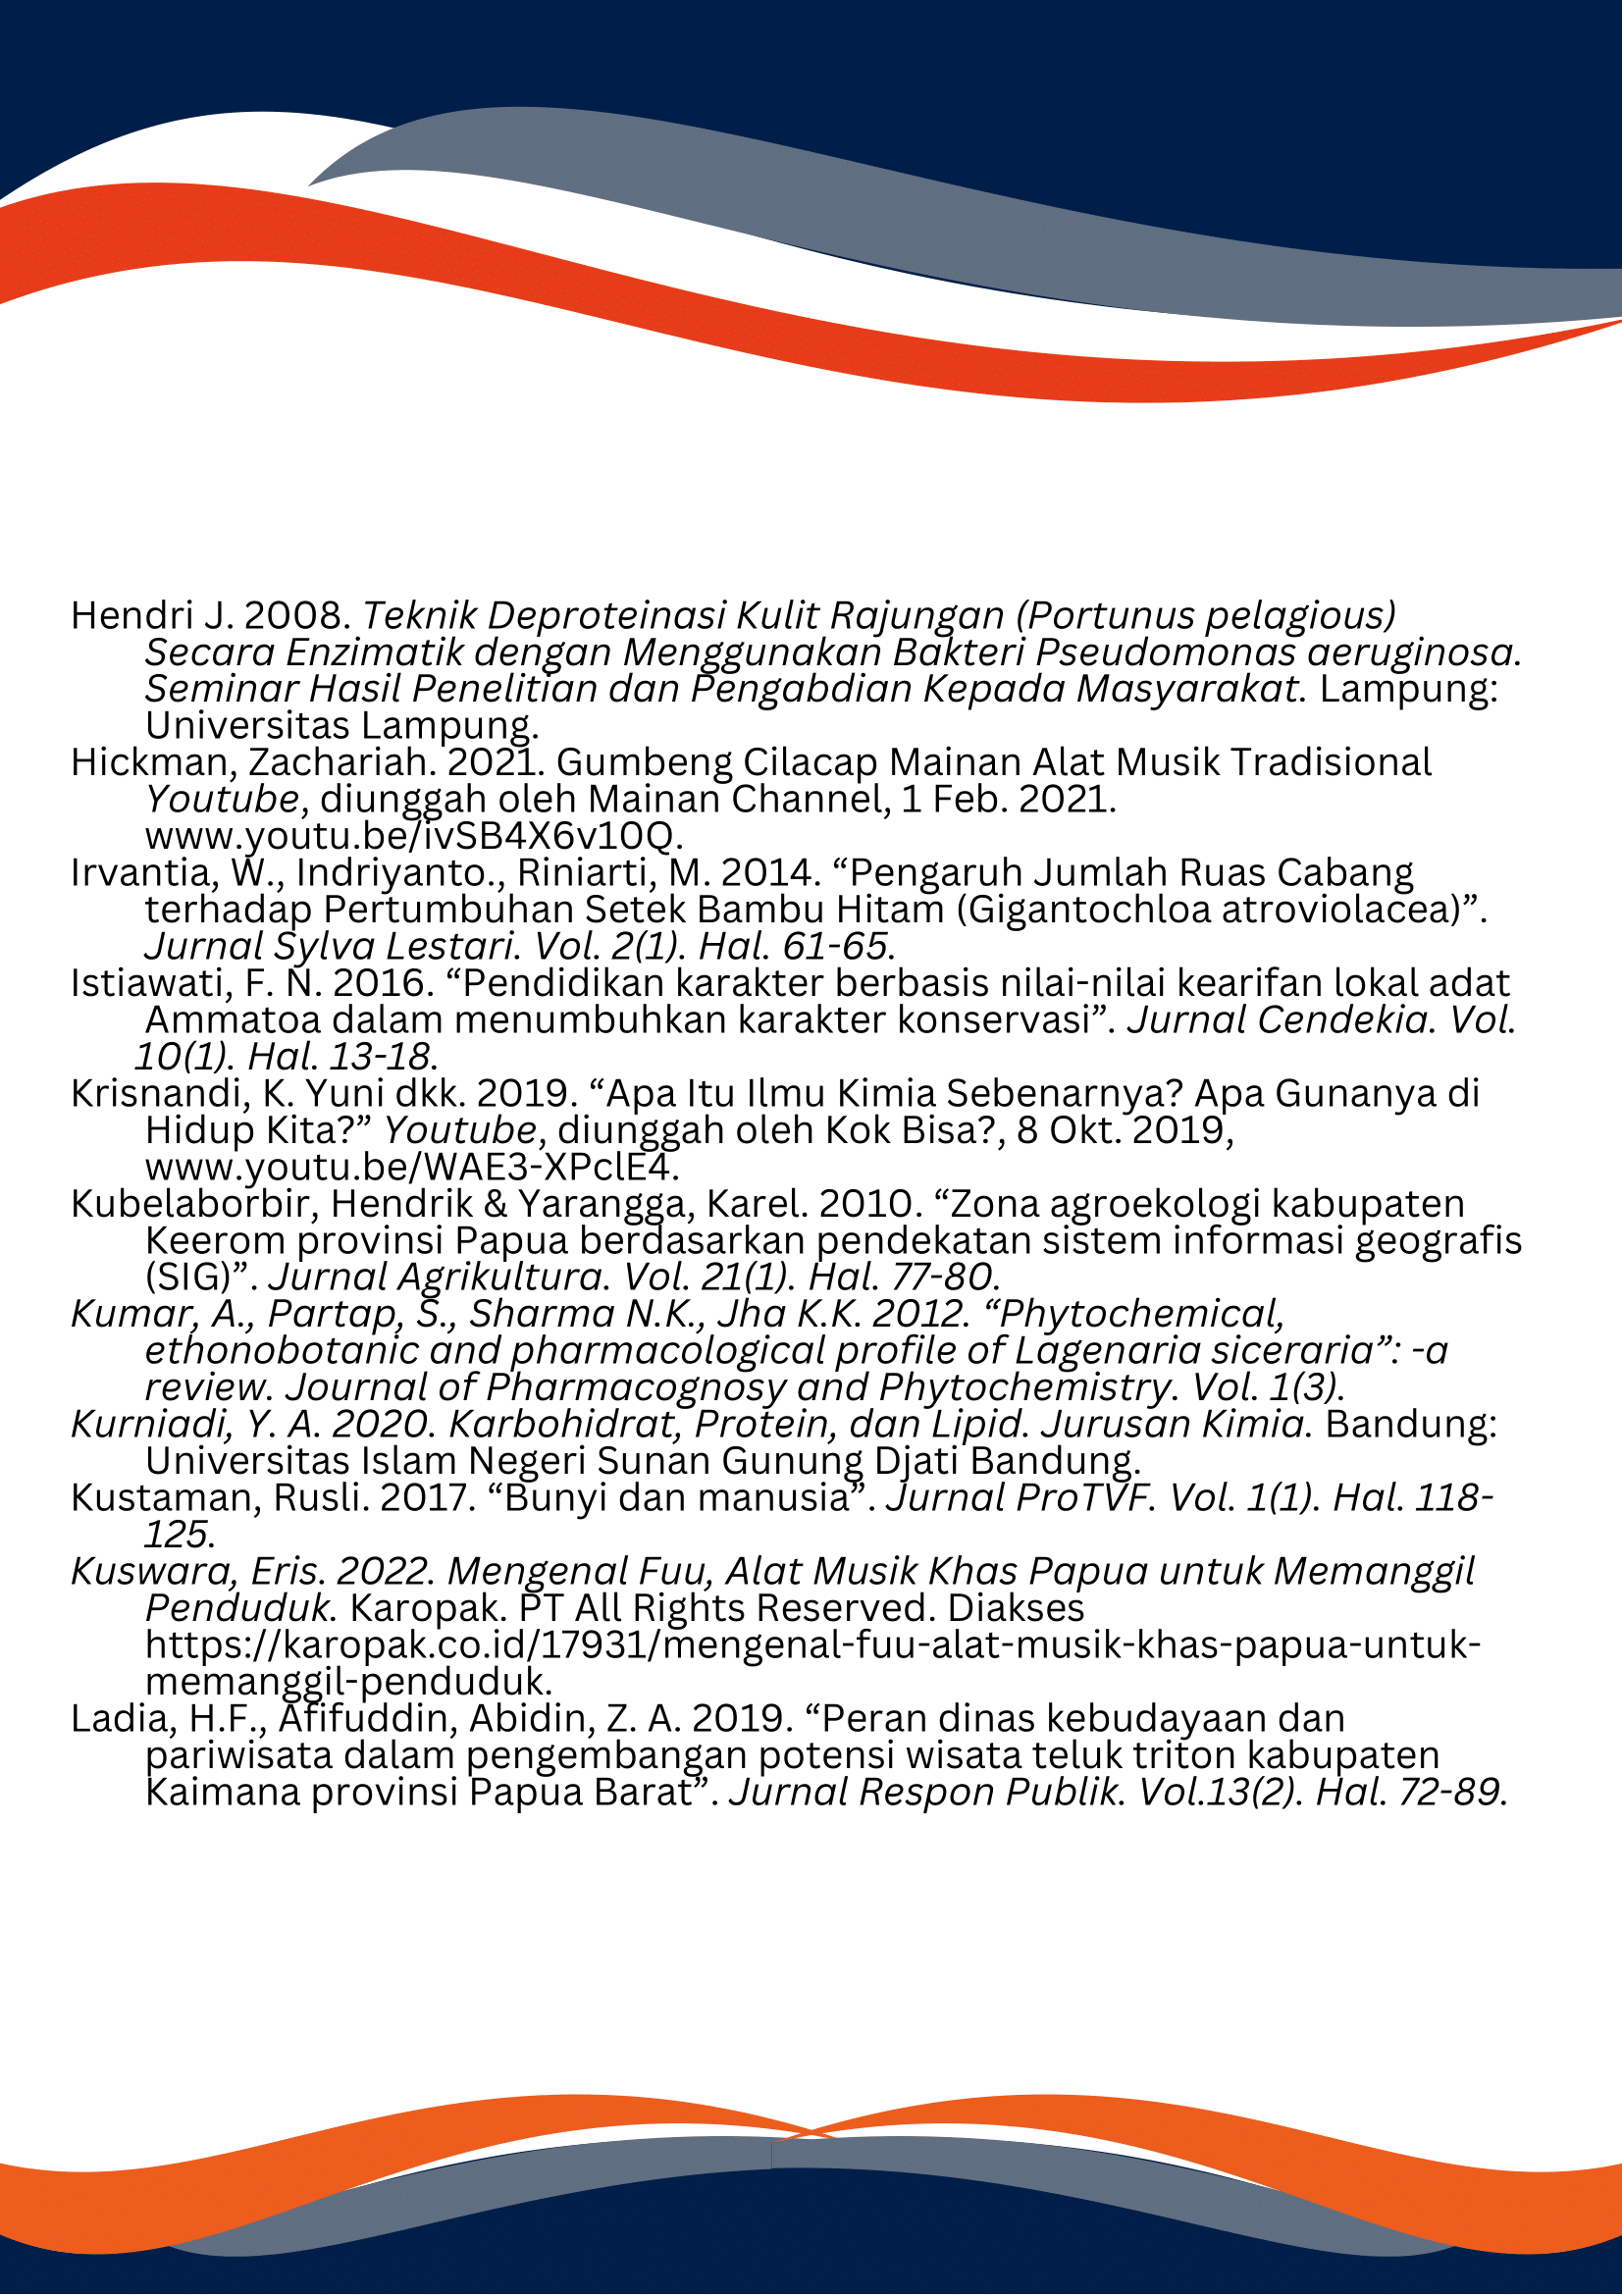 Hendri J. 2008. Teknik Deproteinasi Kulit Rajungan (Portunus pelagious)
Secara Enzimatik dengan Menggunakan Bakteri Pseudomonas aeruginosa.
Seminar Hasil Penelitian dan Pengabdian Kepada Masyarakat. Lampung:
Universitas Lampung.
Hickman, Zachariah. 2021. Gumbeng Cilacap Mainan Alat Musik Tradisional
Youtube, diunggah oleh Mainan Channel, 1 Feb. 2021.
www.youtu.be/ivSB4X6v10Q.
Irvantia, W., Indriyanto., Riniarti, M. 2014. “Pengaruh Jumlah Ruas Cabang
terhadap Pertumbuhan Setek Bambu Hitam (Gigantochloa atroviolacea)”.
Jurnal Sylva Lestari. Vol. 2(1). Hal. 61-65.
Istiawati, F. N. 2016. “Pendidikan karakter berbasis nilai-nilai kearifan lokal adat
Ammatoa dalam menumbuhkan karakter konservasi”. Jurnal Cendekia. Vol.
10(1). Hal. 13-18.
Krisnandi, K. Yuni dkk. 2019. “Apa Itu Ilmu Kimia Sebenarnya? Apa Gunanya di
Hidup Kita?” Youtube, diunggah oleh Kok Bisa?, 8 Okt. 2019,
www.youtu.be/WAE3-XPclE4.
Kubelaborbir, Hendrik & Yarangga, Karel. 2010. “Zona agroekologi kabupaten
Keerom provinsi Papua berdasarkan pendekatan sistem informasi geografis
(SIG)”. Jurnal Agrikultura. Vol. 21(1). Hal. 77-80.
Kumar, A., Partap, S., Sharma N.K., Jha K.K. 2012. “Phytochemical,
ethonobotanic and pharmacological profile of Lagenaria siceraria”: -a
review. Journal of Pharmacognosy and Phytochemistry. Vol. 1(3).
Kurniadi, Y. A. 2020. Karbohidrat, Protein, dan Lipid. Jurusan Kimia. Bandung:
Universitas Islam Negeri Sunan Gunung Djati Bandung.
Kustaman, Rusli. 2017. “Bunyi dan manusia”. Jurnal ProTVF. Vol. 1(1). Hal. 118-
125.
Kuswara, Eris. 2022. Mengenal Fuu, Alat Musik Khas Papua untuk Memanggil
Penduduk. Karopak. PT All Rights Reserved. Diakses
https://karopak.co.id/17931/mengenal-fuu-alat-musik-khas-papua-untuk-
memanggil-penduduk.
Ladia, H.F., Afifuddin, Abidin, Z. A. 2019. “Peran dinas kebudayaan dan
pariwisata dalam pengembangan potensi wisata teluk triton kabupaten
Kaimana provinsi Papua Barat”. Jurnal Respon Publik. Vol.13(2). Hal. 72-89.